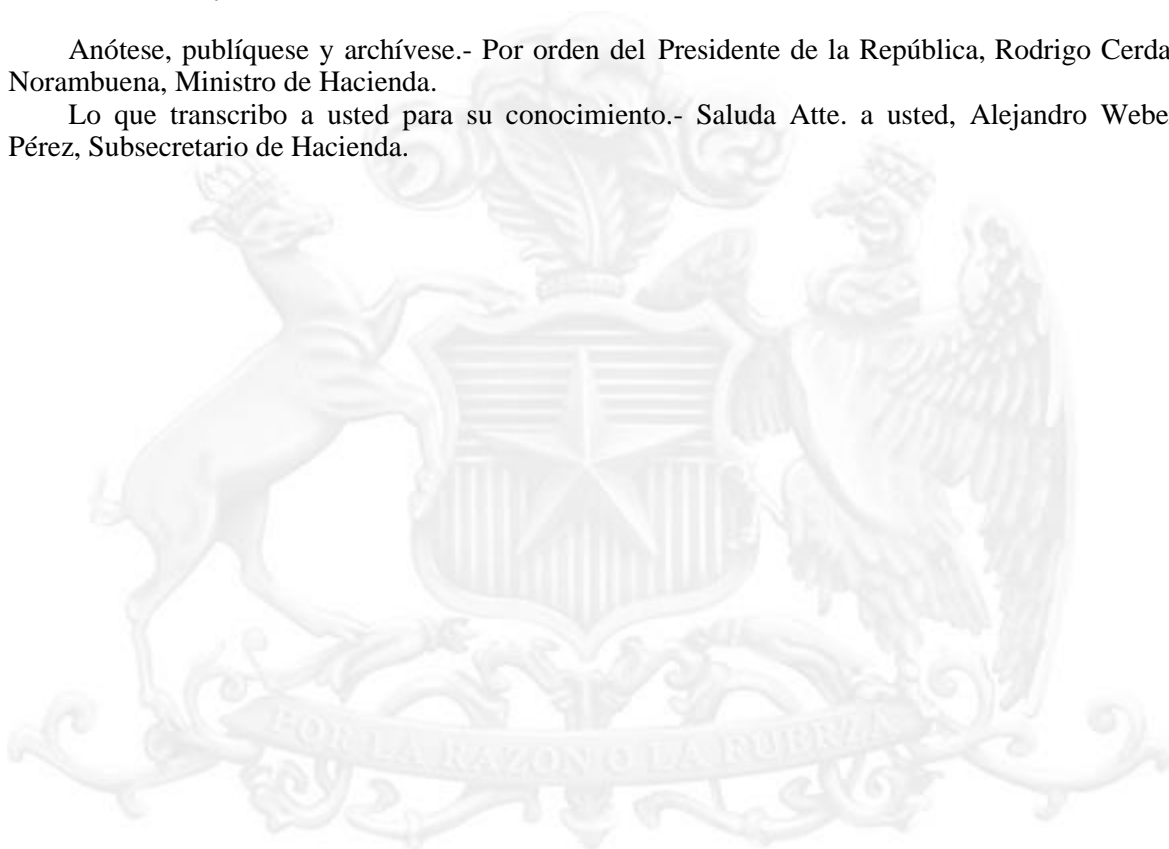 Anótese, publíquese y archívese.- Por orden del Presidente de la República, Rodrigo Cerda
Norambuena, Ministro de Hacienda.
Lo que transcribo a usted para su conocimiento.- Saluda Atte. a usted, Alejandro Webe
Pérez, Subsecretario de Hacienda.
POR LA RAZON O LA FUERZA